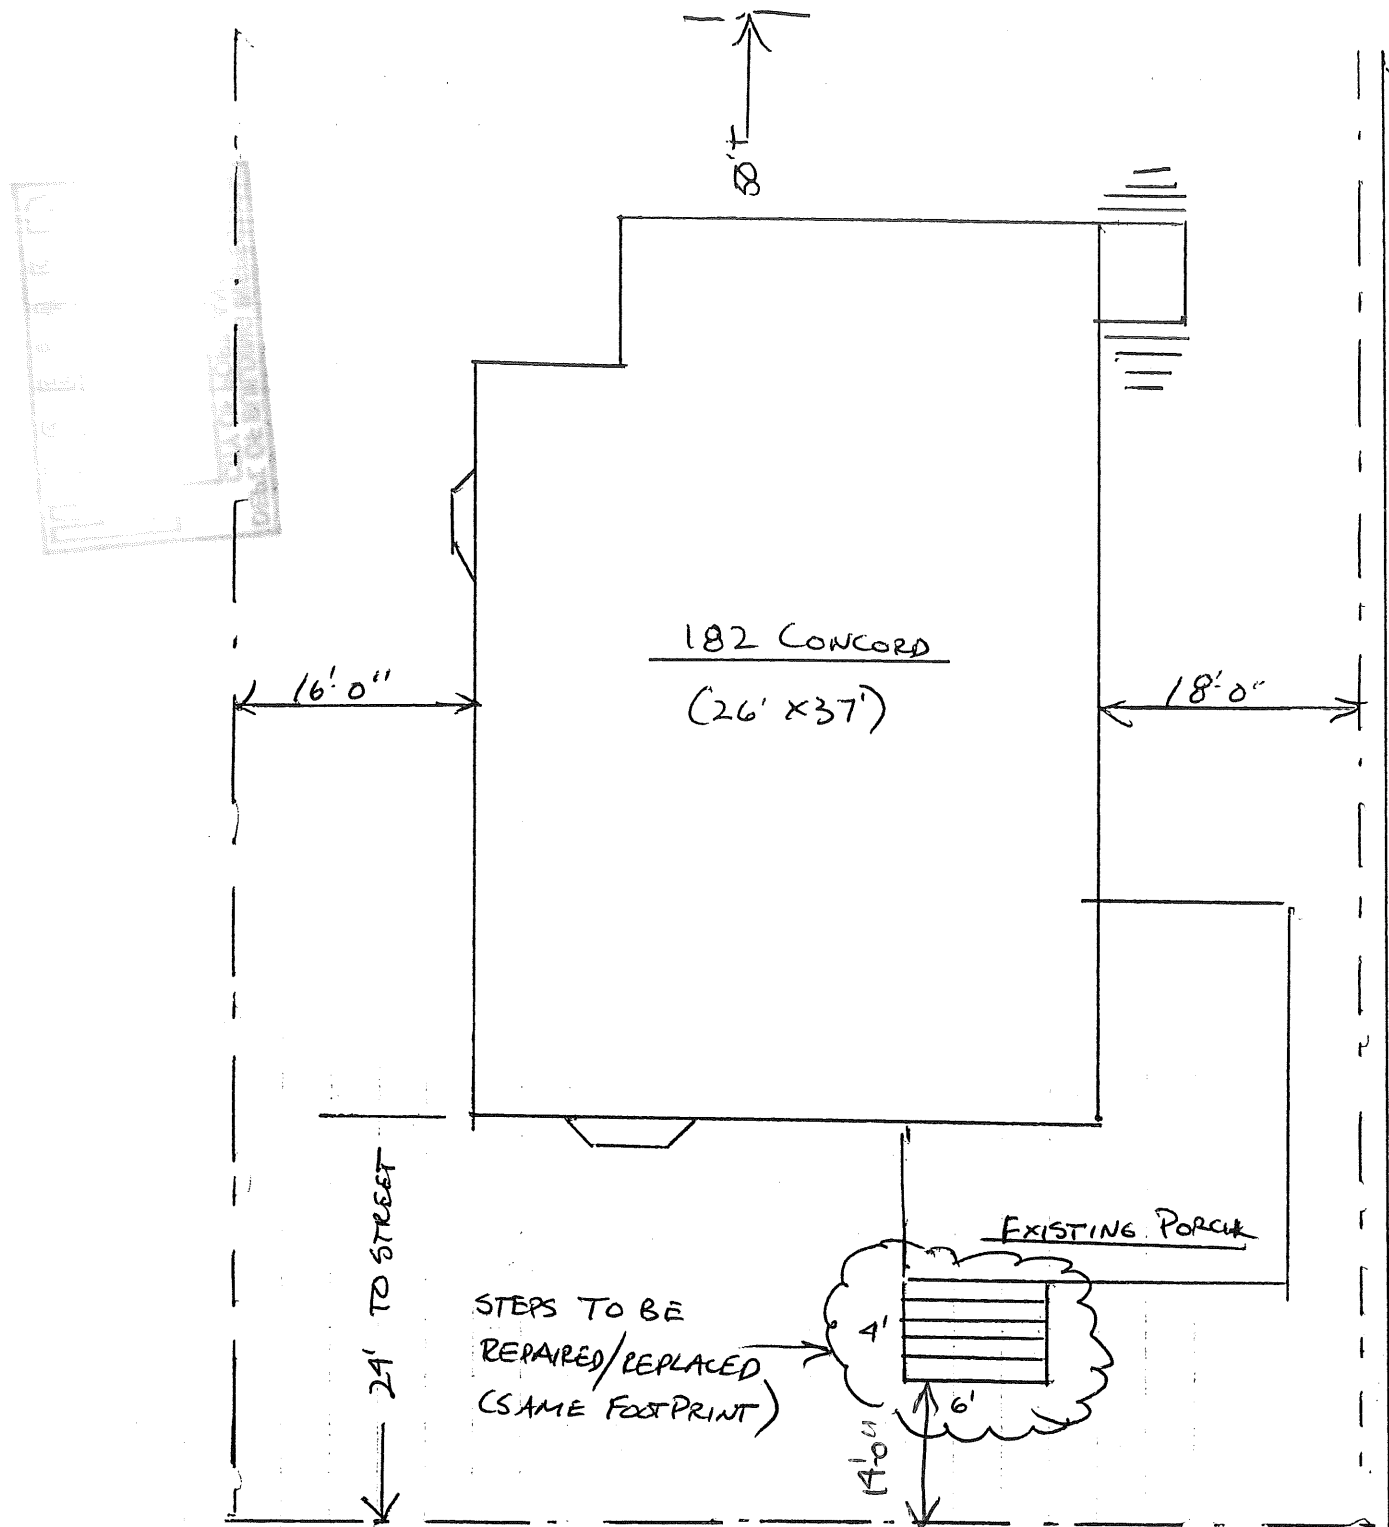 50'±
182 CONCORD
(26' X 37')
16'-0"
18'-0"
24' TO STREET
EXISTING PORCH
STEPS TO BE
REPAIRED/REPLACED
(SAME FOOTPRINT)
4'
6'
14'-0"